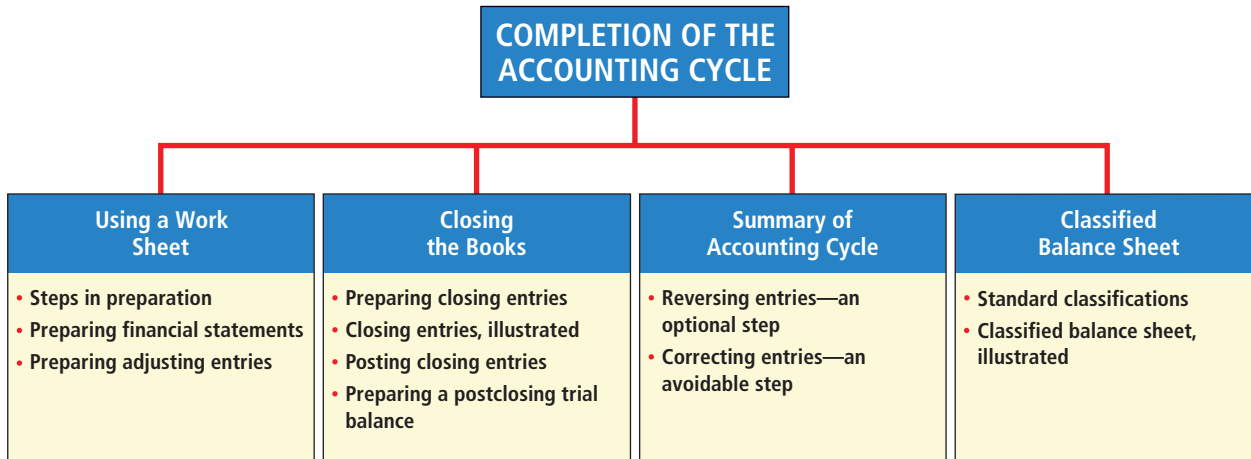 COMPLETION OF THE
ACCOUNTING CYCLE
Using a Work
Sheet
• Steps in preparation
• Preparing financial statements
• Preparing adjusting entries
Closing
the Books
• Preparing closing entries
• Closing entries, illustrated
• Posting closing entries
• Preparing a postclosing trial
balance
Summary of
Accounting Cycle
• Reversing entries—an
optional step
• Correcting entries—an
avoidable step
Classified
Balance Sheet
• Standard classifications
• Classified balance sheet,
illustrated